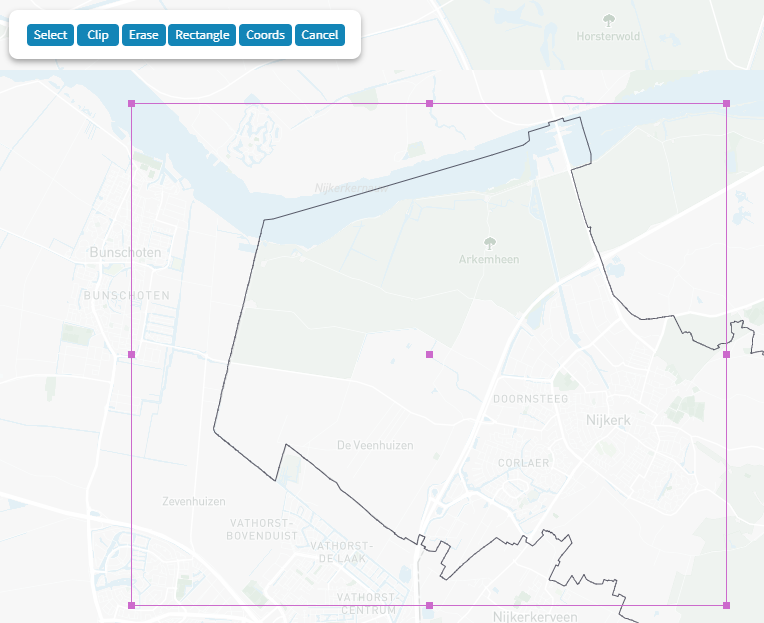 Select Clip Erase Rectangle Coords Cancel
Horsterwold
Nijkerkernauw
Bunschoten
Arkemheen
BUNSCHOTEN
DOORNSTEEG
Nijkerk
De Veenhuizen
CORLAER
Zevenhuizen
VATHORST-
BOVENDUIST
VATHORST-
DE LAAK
VATHORST-
CENTRUM
Nijkerkerveen